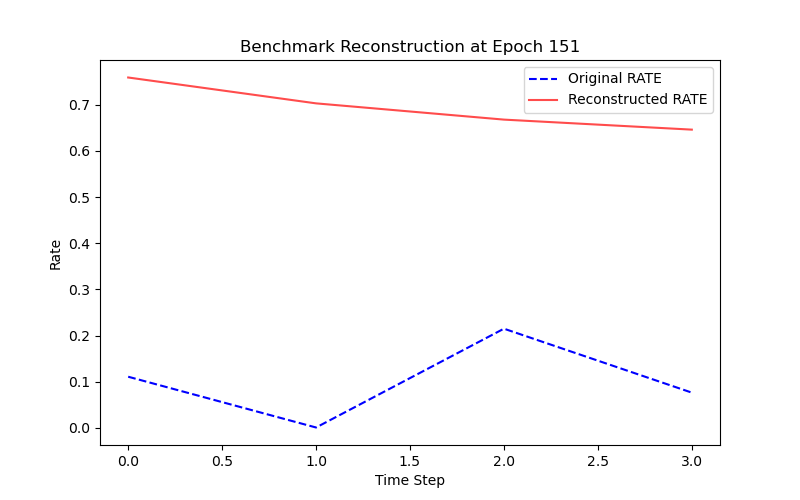 Benchmark Reconstruction at Epoch 151
Original RATE
Reconstructed RATE
Rate
0.7
0.6
0.5
0.4
0.3
0.2
0.1
0.0
0.0 0.5 1.0 1.5 2.0 2.5 3.0
Time Step